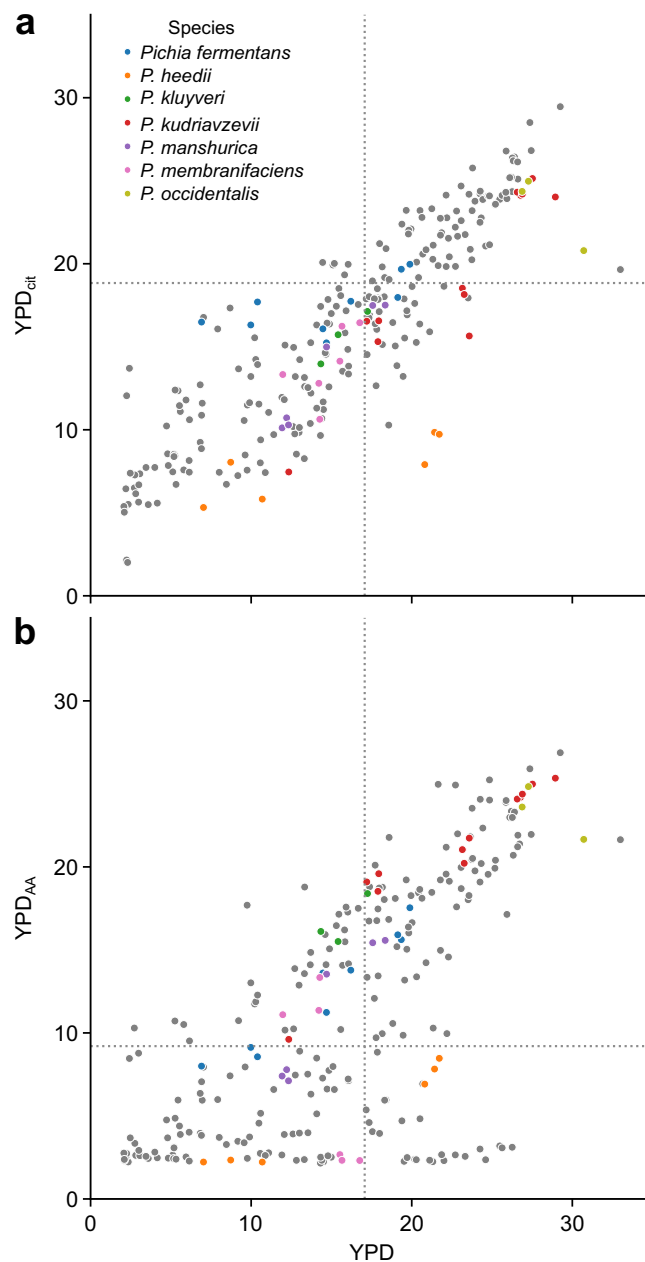 a
Species
Pichia fermentans
P. heedii
P. kluyveri
P. kudriavzevii
P. manshurica
P. membranifaciens
P. occidentalis
30
20
10
0
YPDcit
b
30
20
10
0
YPDAA
0 10 20 30
YPD